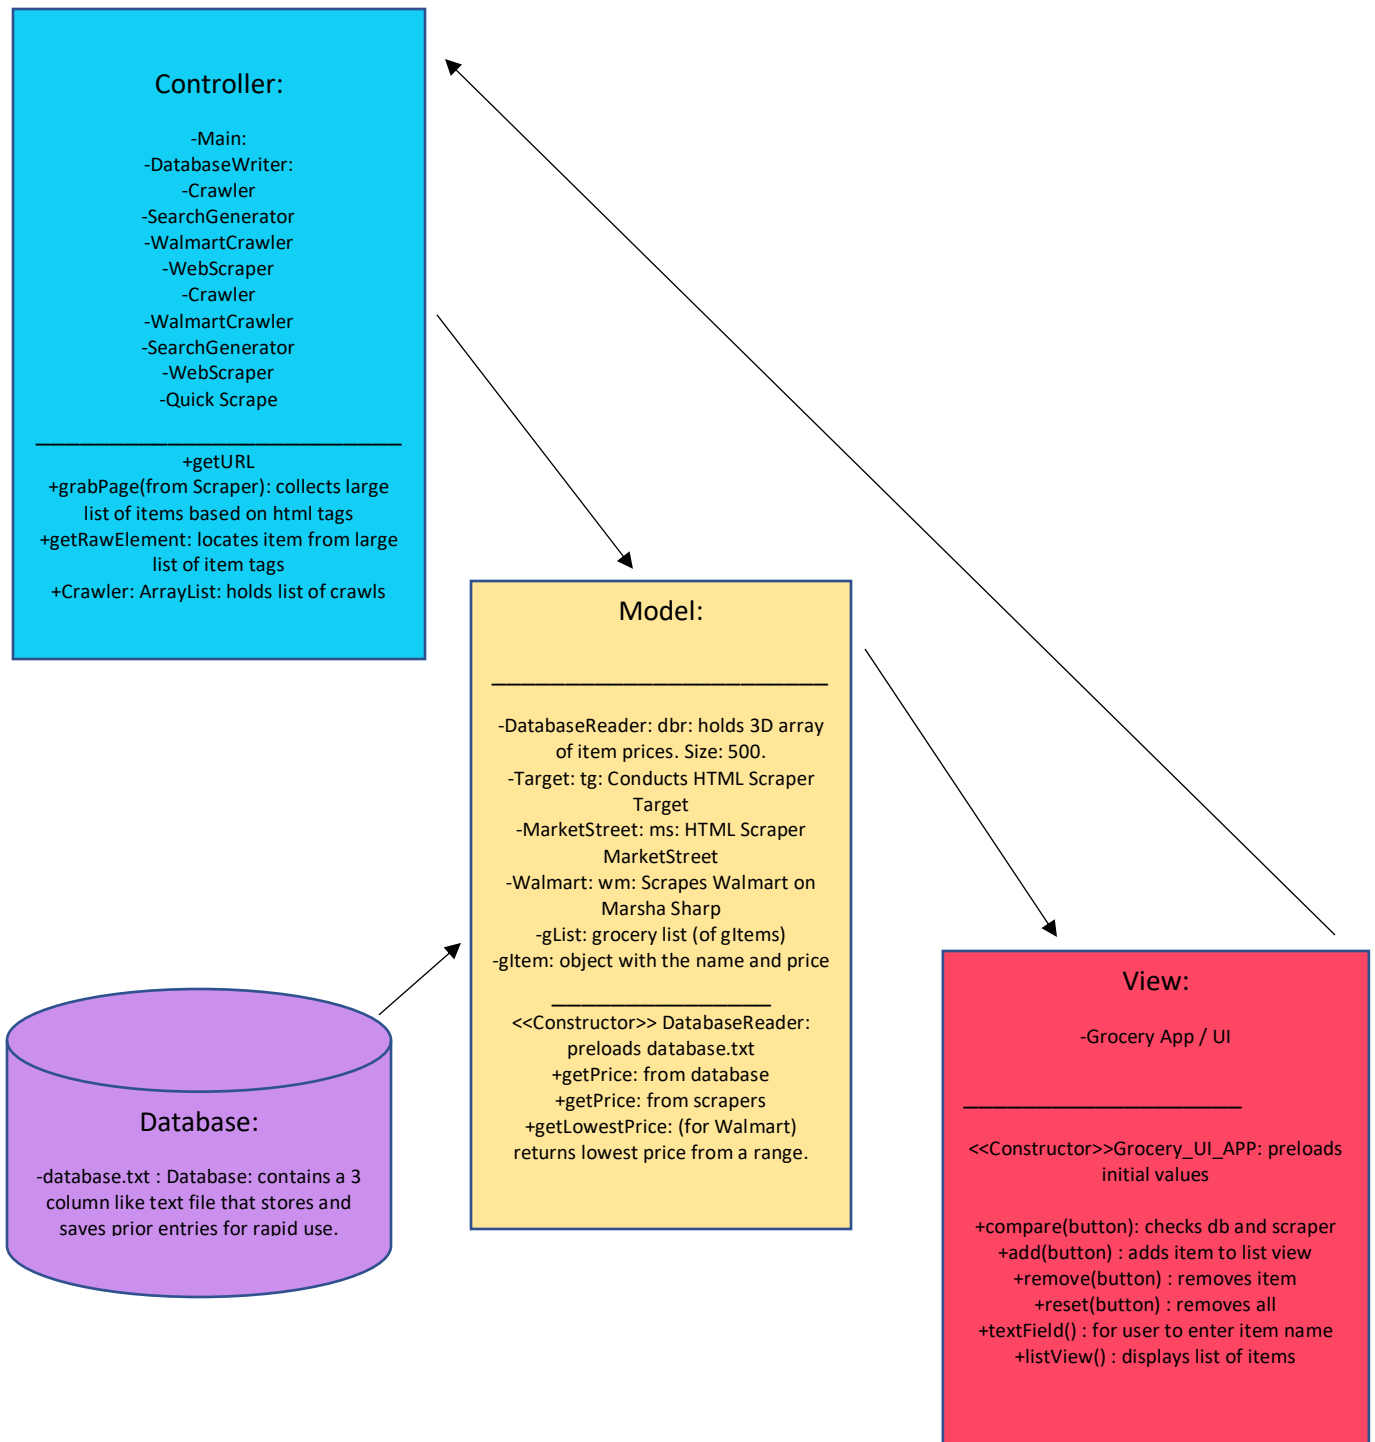 Controller:
-Main:
-DatabaseWriter:
-Crawler
-SearchGenerator
-WalmartCrawler
-WebScraper
-Crawler
-WalmartCrawler
-SearchGenerator
-WebScraper
-Quick Scrape
+getURL
+grabPage(from Scraper): collects large
list of items based on html tags
+getRawElement: locates item from large
list of item tags
+Crawler: ArrayList: holds list of crawls
Model:
-DatabaseReader: dbr: holds 3D array
of item prices. Size: 500.
-Target: tg: Conducts HTML Scraper
Target
-MarketStreet: ms: HTML Scraper
MarketStreet
-Walmart: wm: Scrapes Walmart on
Marsha Sharp
-gList: grocery list (of gItems)
-gItem: object with the name and price
<<Constructor>> DatabaseReader:
preloads database.txt
+getPrice: from database
+getPrice: from scrapers
+getLowestPrice: (for Walmart)
returns lowest price from a range.
Database:
-database.txt : Database: contains a 3
column like text file that stores and
saves prior entries for rapid use.
View:
-Grocery App / UI
<<Constructor>>Grocery_UI_APP: preloads
initial values
+compare(button): checks db and scraper
+add(button) : adds item to list view
+remove(button) : removes item
+reset(button) : removes all
+textField() : for user to enter item name
+listView() : displays list of items